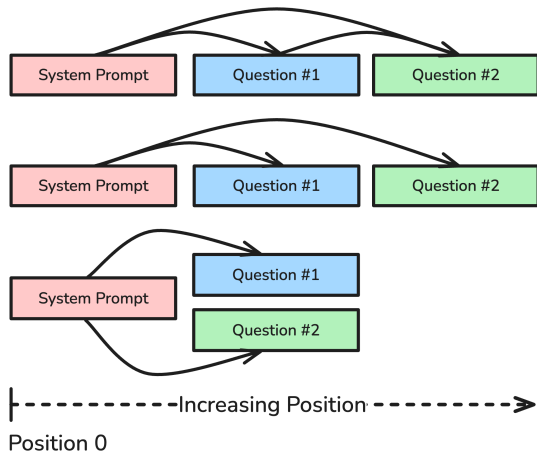 System Prompt
Question #1
Question #2
System Prompt
Question #1
Question #2
System Prompt
Question #1
Question #2
Increasing Position
Position 0